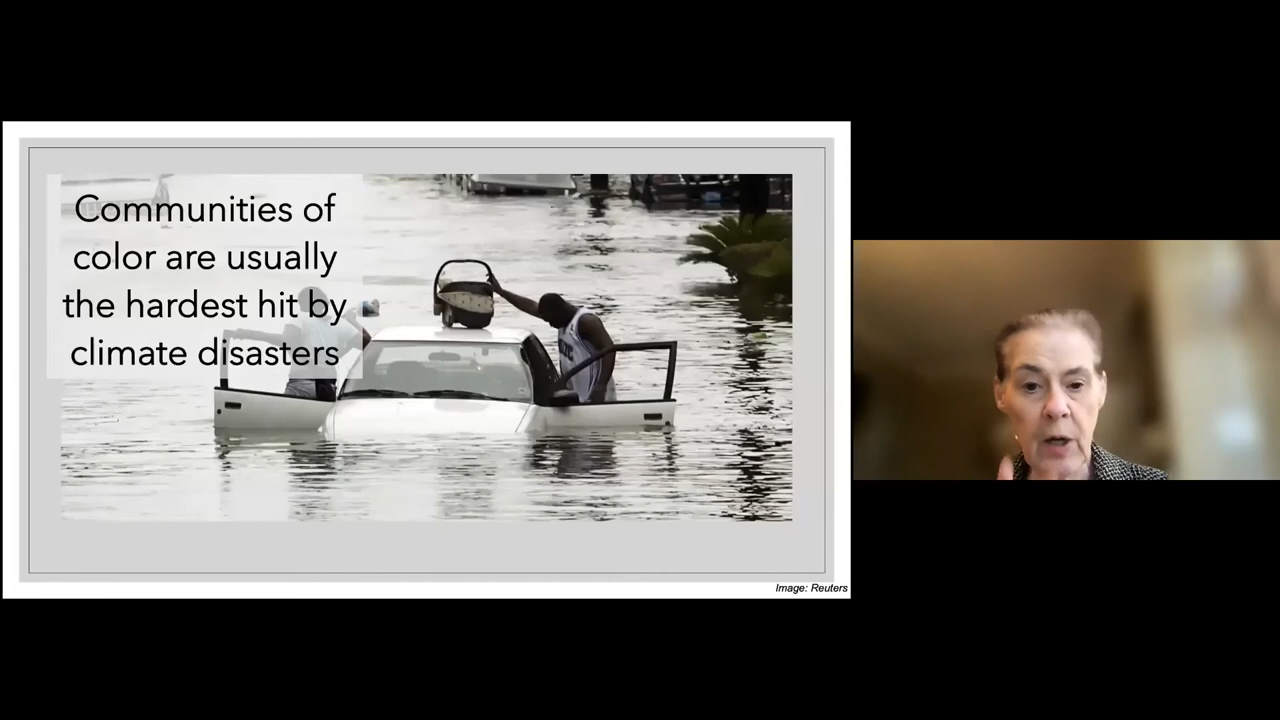 Communities of
color are usually
the hardest hit by
climate disasters
Image: Reuters